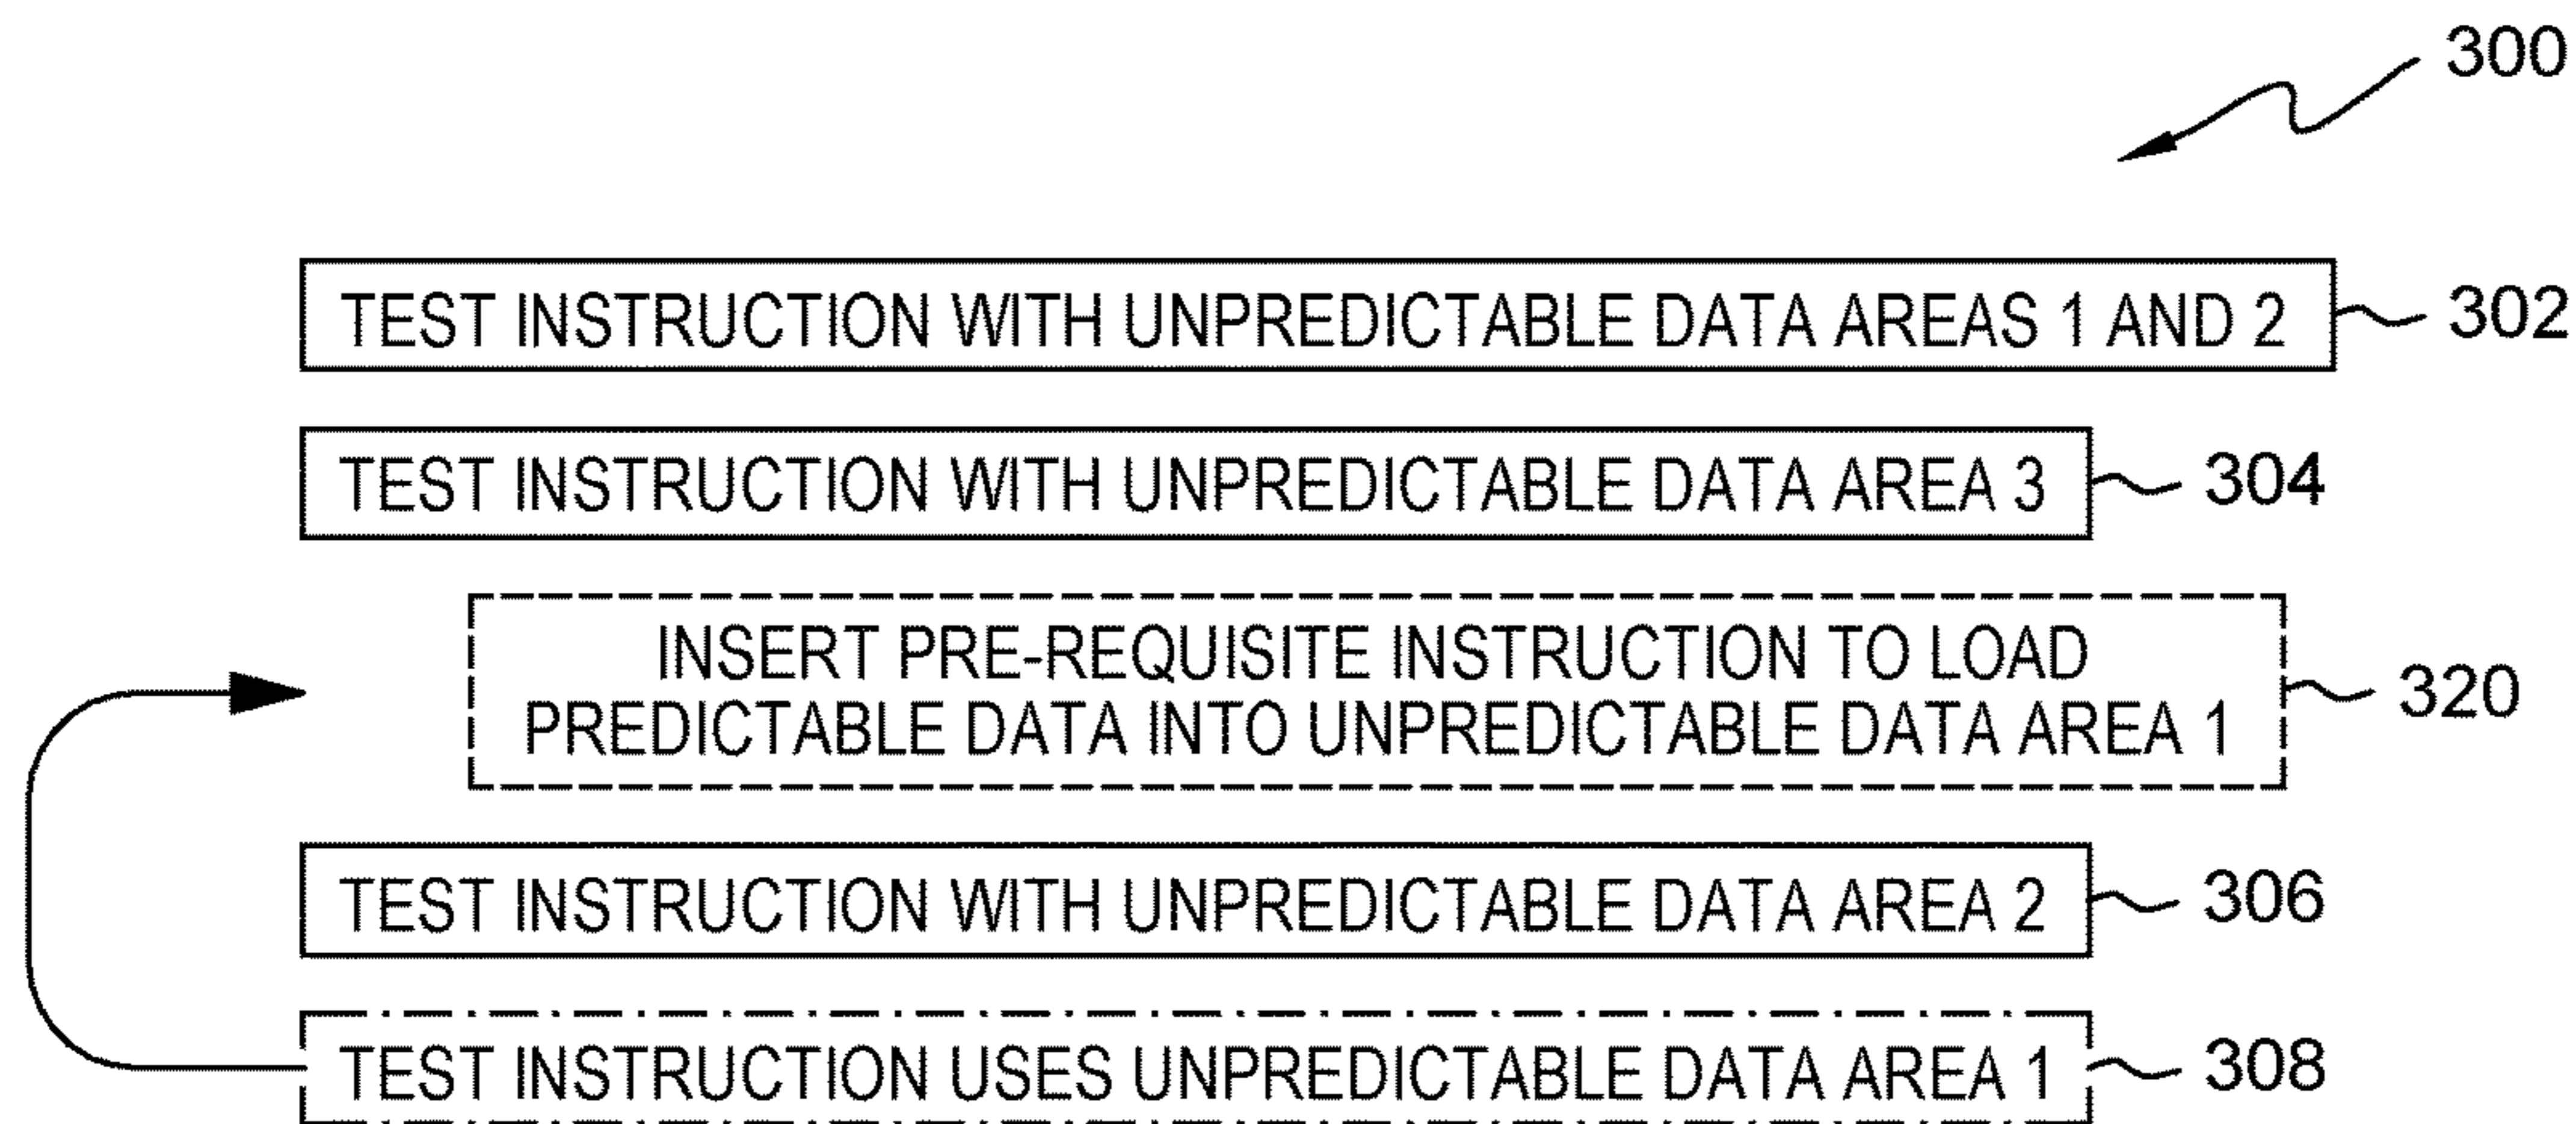 300
TEST INSTRUCTION WITH UNPREDICTABLE DATA AREAS 1 AND 2
302
TEST INSTRUCTION WITH UNPREDICTABLE DATA AREA 3
304
INSERT PRE-REQUISITE INSTRUCTION TO LOAD
PREDICTABLE DATA INTO UNPREDICTABLE DATA AREA 1
320
TEST INSTRUCTION WITH UNPREDICTABLE DATA AREA 2
306
TEST INSTRUCTION USES UNPREDICTABLE DATA AREA 1
308